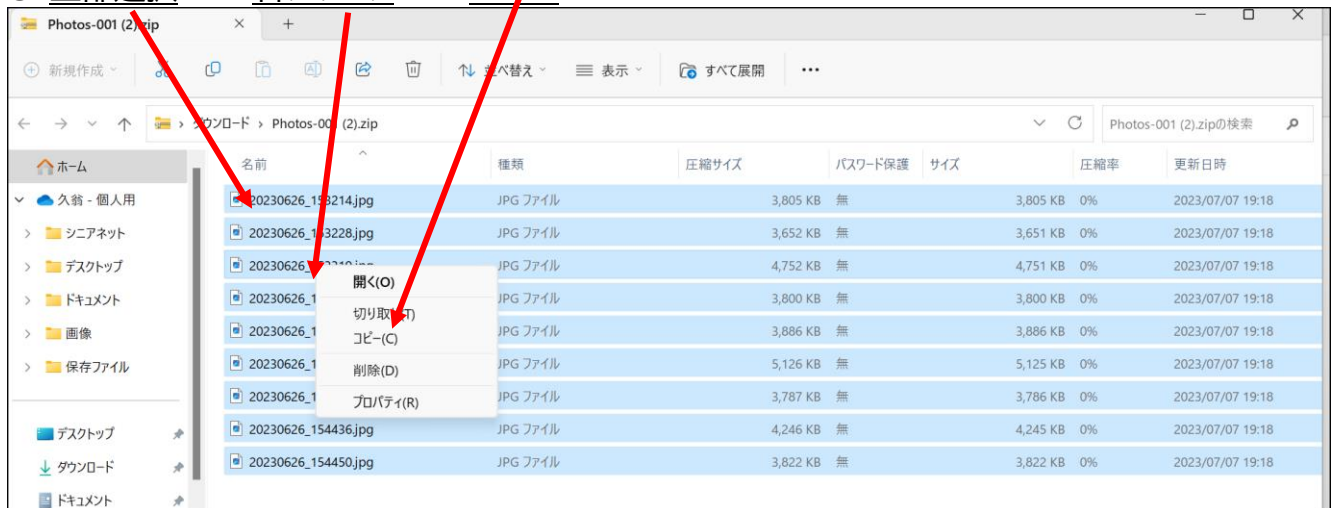 Photos-001 (2).zip
新規作成
並べ替え
表示
すべて展開
ダウンロード > Photos-001 (2).zip
Photos-001 (2).zipの検索
名前 種類 圧縮サイズ パスワード保護 サイズ 圧縮率 更新日時
ホーム
久翁 - 個人用
シニアネット
デスクトップ
ドキュメント
画像
保存ファイル
デスクトップ
ダウンロード
ドキュメント
20230626_153214.jpg JPG ファイル 3,805 KB 無 3,805 KB 0% 2023/07/07 19:18
20230626_153228.jpg JPG ファイル 3,652 KB 無 3,651 KB 0% 2023/07/07 19:18
20230626_ JPG ファイル 4,752 KB 無 4,751 KB 0% 2023/07/07 19:18
20230626_1 JPG ファイル 3,800 KB 無 3,800 KB 0% 2023/07/07 19:18
20230626_1 JPG ファイル 3,886 KB 無 3,886 KB 0% 2023/07/07 19:18
20230626_1 JPG ファイル 5,126 KB 無 5,125 KB 0% 2023/07/07 19:18
20230626_1 JPG ファイル 3,787 KB 無 3,786 KB 0% 2023/07/07 19:18
20230626_154436.jpg JPG ファイル 4,246 KB 無 4,245 KB 0% 2023/07/07 19:18
20230626_154450.jpg JPG ファイル 3,822 KB 無 3,822 KB 0% 2023/07/07 19:18
開く(O)
切り取り(T)
コピー(C)
削除(D)
プロパティ(R)